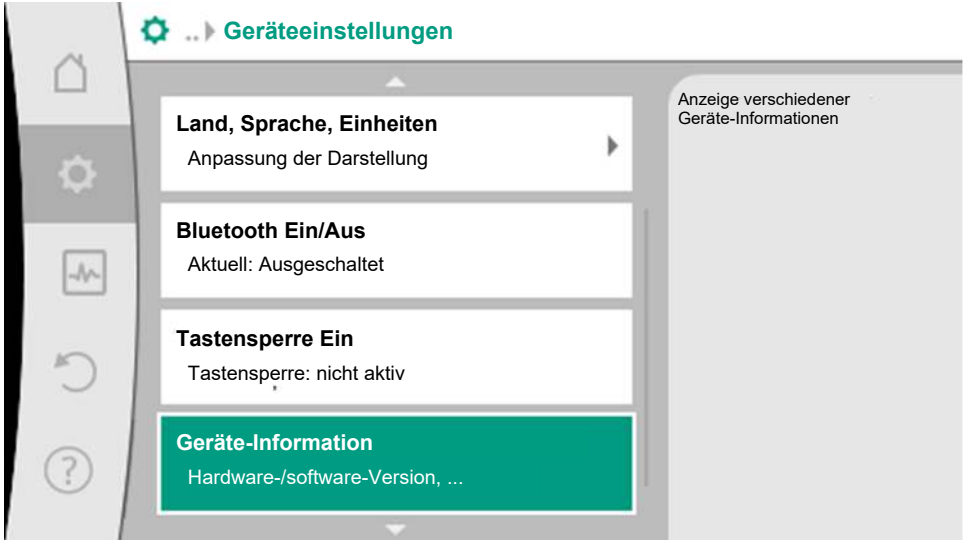 .. Geräteeinstellungen
Land, Sprache, Einheiten
Anpassung der Darstellung
Bluetooth Ein/Aus
Aktuell: Ausgeschaltet
Tastensperre Ein
Tastensperre: nicht aktiv
Geräte-Information
Hardware-/software-Version, ...
Anzeige verschiedener
Geräte-Informationen
?